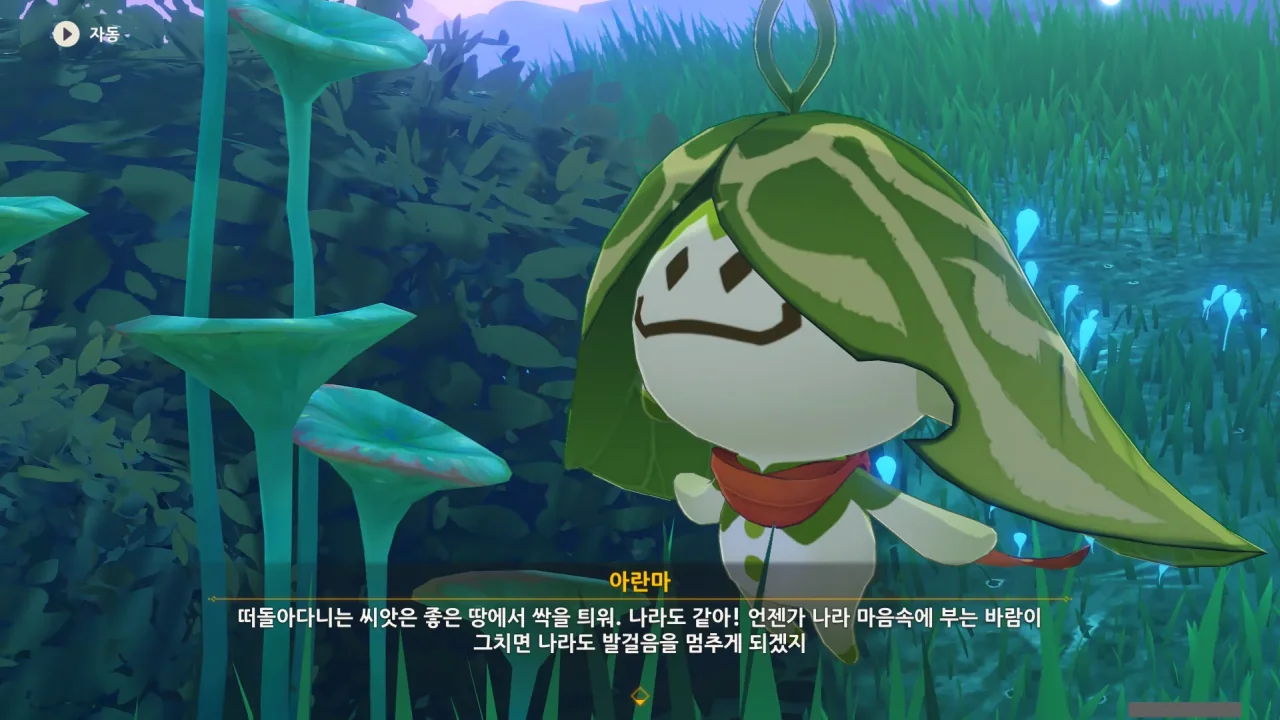 자동
아란마
떠돌아다니는 씨앗은 좋은 땅에서 싹을 틔워. 나라도 같아! 언젠가 나라 마음속에 부는 바람이
그치면 나라도 발걸음을 멈추게 되겠지